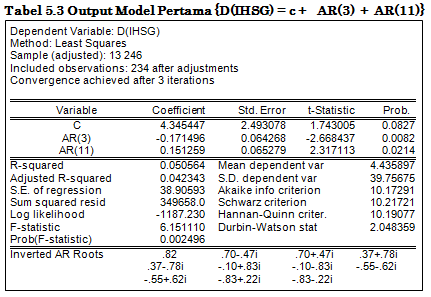 Tabel 5.3 Output Model Pertama {D(IHSG) = c + AR(3) + AR(11)}
Dependent Variable: D(IHSG)
Method: Least Squares
Sample (adjusted): 13 246
Included observations: 234 after adjustments
Convergence achieved after 3 iterations
Variable Coefficient Std. Error t-Statistic Prob.
C 4.345447 2.493078 1.743005 0.0827
AR(3) -0.171496 0.064268 -2.668437 0.0082
AR(11) 0.151259 0.065279 2.317113 0.0214
R-squared 0.050564 Mean dependent var 4.435897
Adjusted R-squared 0.042343 S.D. dependent var 39.75675
S.E. of regression 38.90593 Akaike info criterion 10.17291
Sum squared resid 349658.0 Schwarz criterion 10.21721
Log likelihood -1187.230 Hannan-Quinn criter. 10.19077
F-statistic 6.151110 Durbin-Watson stat 2.048359
Prob(F-statistic) 0.002496
Inverted AR Roots .82 .70-.47i .70+.47i .37+.78i
.37-.78i -.10+.83i -.10-.83i -.55-.62i
-.55+.62i -.83+.22i -.83-.22i